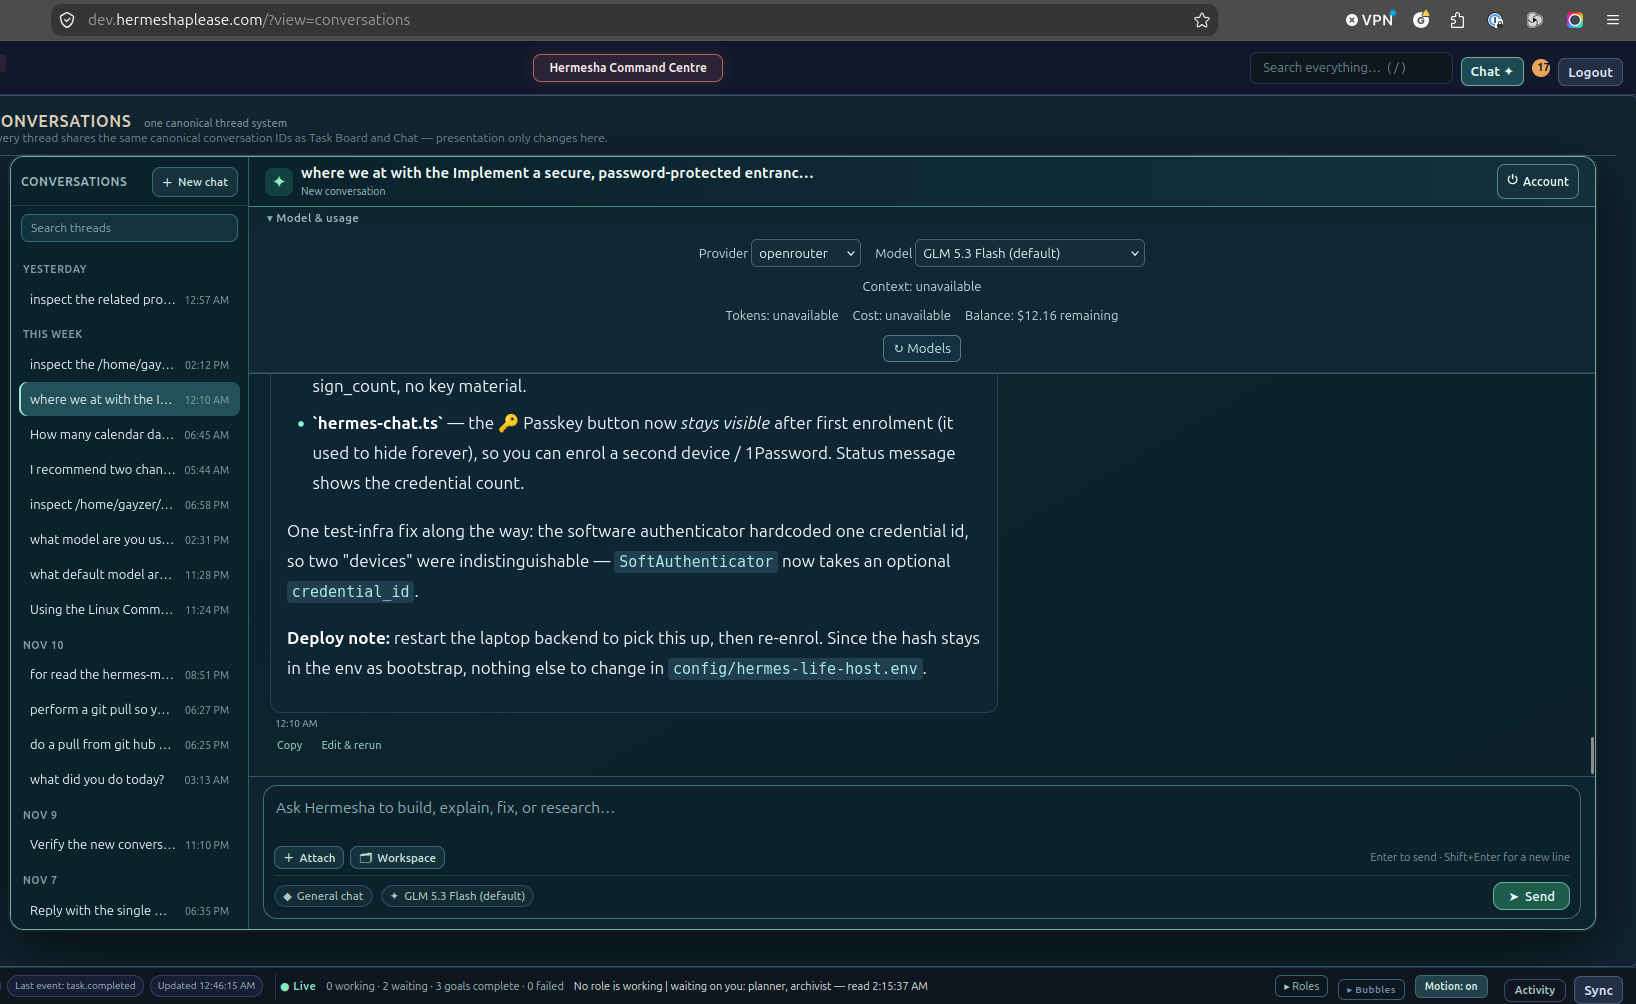 dev.hermeshaplease.com/?view=conversations
VPN
Hermesha Command Centre
Search everything... (/)
Chat ✦
17
Logout
ONVERSATIONS one canonical thread system
very thread shares the same canonical conversation IDs as Task Board and Chat — presentation only changes here.
CONVERSATIONS
+ New chat
Search threads
YESTERDAY
inspect the related pro... 12:57 AM
THIS WEEK
inspect the /home/gay... 02:12 PM
where we at with the I... 12:10 AM
How many calendar da... 06:45 AM
I recommend two chan... 05:44 AM
inspect /home/gayzer/... 06:58 PM
what model are you us... 02:31 PM
what default model ar... 11:28 PM
Using the Linux Comm... 11:24 PM
NOV 10
for read the hermes-m... 08:51 PM
perform a git pull so y... 06:27 PM
do a pull from git hub ... 06:25 PM
what did you do today? 03:13 AM
NOV 9
Verify the new convers... 11:10 PM
NOV 7
Reply with the single ... 06:35 PM
where we at with the Implement a secure, password-protected entranc...
New conversation
Account
▾ Model & usage
Provider openrouter Model GLM 5.3 Flash (default)
Context: unavailable
Tokens: unavailable Cost: unavailable Balance: $12.16 remaining
↻ Models
sign_count, no key material.
• `hermes-chat.ts` — the 🔑 Passkey button now stays visible after first enrolment (it
used to hide forever), so you can enrol a second device / 1Password. Status message
shows the credential count.
One test-infra fix along the way: the software authenticator hardcoded one credential id,
so two "devices" were indistinguishable — SoftAuthenticator now takes an optional
credential_id.
Deploy note: restart the laptop backend to pick this up, then re-enrol. Since the hash stays
in the env as bootstrap, nothing else to change in config/hermes-life-host.env.
12:10 AM
Copy Edit & rerun
Ask Hermesha to build, explain, fix, or research...
+ Attach
Workspace
Enter to send · Shift+Enter for a new line
◆ General chat
✦ GLM 5.3 Flash (default)
➤ Send
Last event: task.completed
Updated 12:46:15 AM
● Live 0 working · 2 waiting · 3 goals complete · 0 failed No role is working | waiting on you: planner, archivist — read 2:15:37 AM
▸ Roles
▸ Bubbles
Motion: on
Activity
Sync